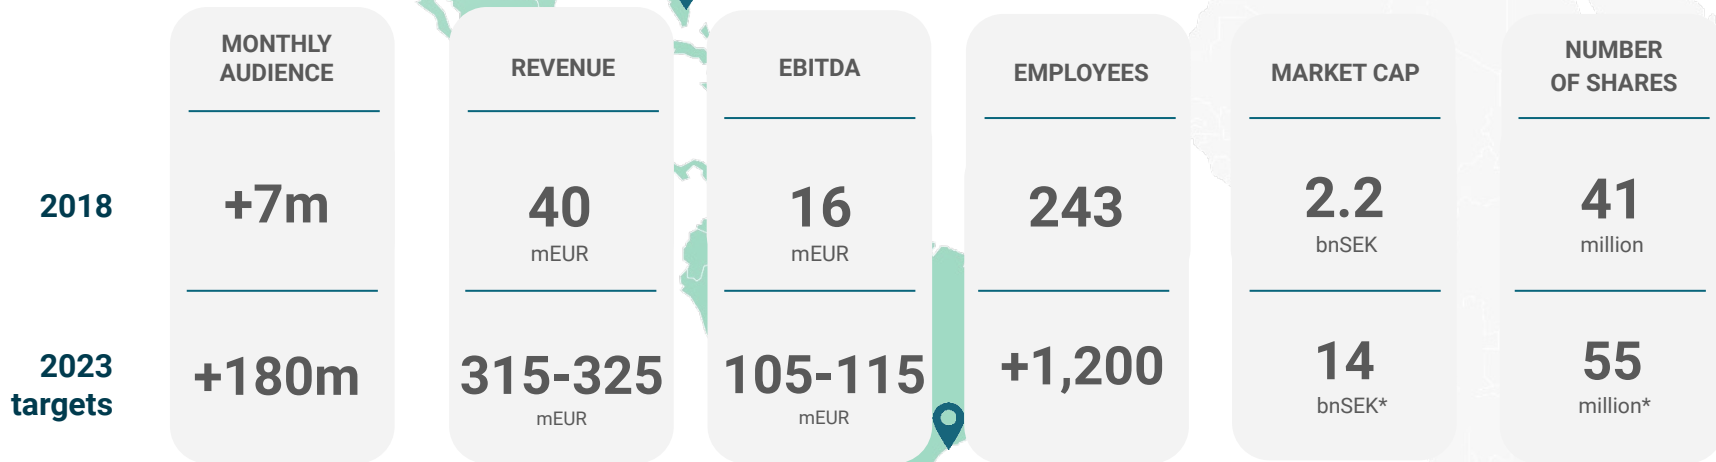 MONTHLY
AUDIENCE
REVENUE
EBITDA
EMPLOYEES
MARKET CAP
NUMBER
OF SHARES
2018
+7m
40
mEUR
16
mEUR
243
2.2
bnSEK
41
million
2023
targets
+180m
315-325
mEUR
105-115
mEUR
+1,200
14
bnSEK*
55
million*